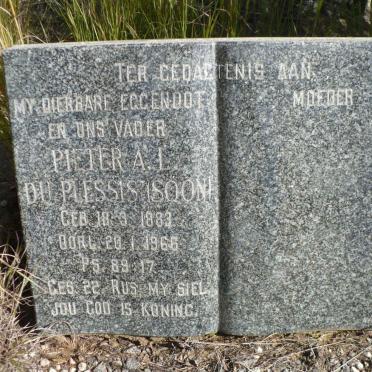 TER GEDAGTENIS AAN
MY DIERBARE EGGENOOT
EN ONS VADER
PIETER A. L.
DU PLESSIS (SOON)
GEB. 18.9.1883
OORL. 20.1.1966
PS. 89:17
GES. 22. RUS MY SIEL
JOU GOD IS KONING.
MOEDER